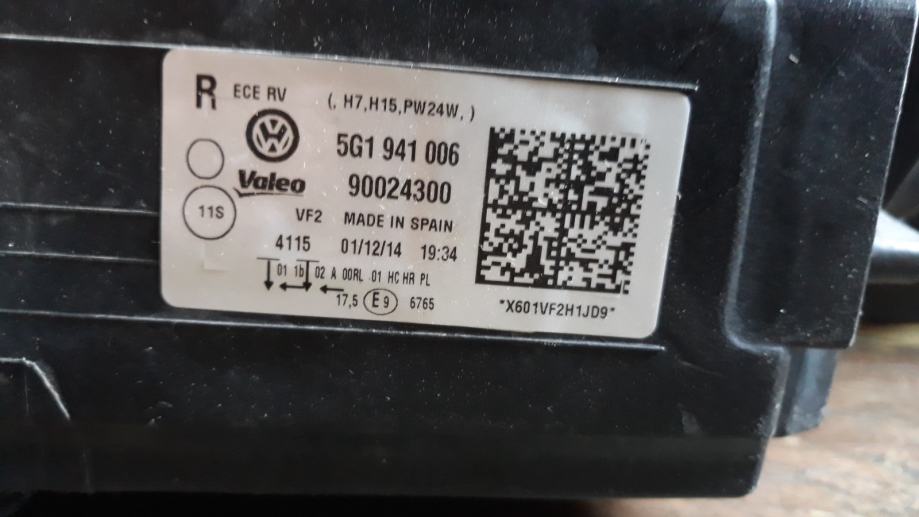 R ECE RV (, H7,H15,PW24W, )
5G1 941 006
Valeo 90024300
11S VF2 MADE IN SPAIN
4115 01/12/14 19:34
01 1b 02 A 00RL 01 HC HR PL
17,5 E9 6765
*X601VF2H1JD9*